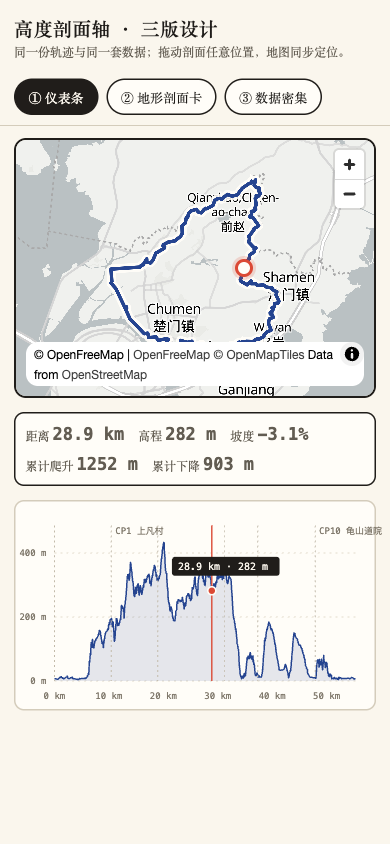 高度剖面轴 · 三版设计
同一份轨迹与同一套数据；拖动剖面任意位置，地图同步定位。
① 仪表条
② 地形剖面卡
③ 数据密集
+
−
前赵
Shamen
门镇
Chumen
楚门镇
© OpenFreeMap | OpenFreeMap © OpenMapTiles Data
from OpenStreetMap
Ganjiang
距离 28.9 km 高程 282 m 坡度 −3.1%
累计爬升 1252 m 累计下降 903 m
CP1 上凡村
CP10 龟山道院
400 m
28.9 km · 282 m
200 m
0 m
0 km
10 km
20 km
30 km
40 km
50 km